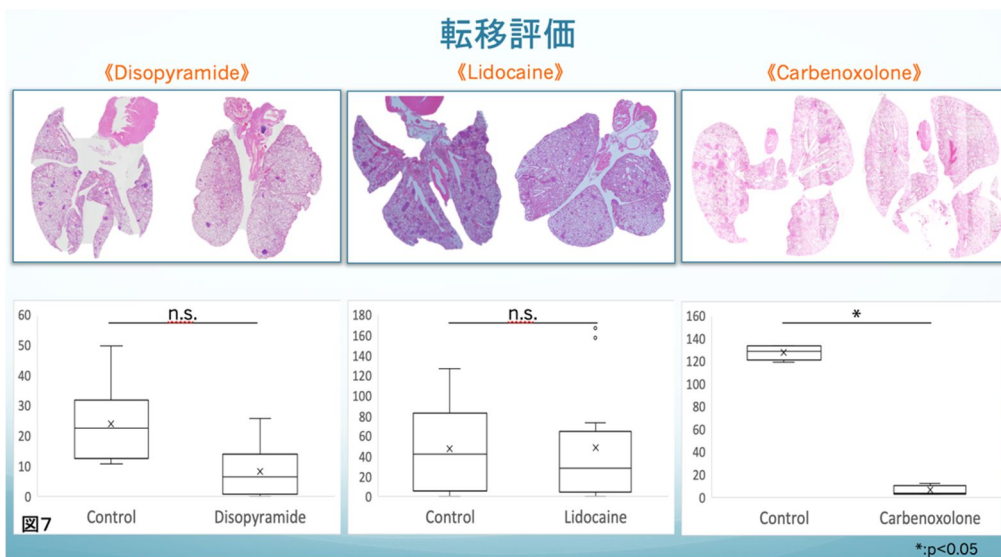 転移評価
《Disopyramide》
《Lidocaine》
《Carbenoxolone》
n.s.
60
50
40
30
20
10
0
Control
Disopyramide
n.s.
180
160
140
120
100
80
60
40
20
0
Control
Lidocaine
*
160
140
120
100
80
60
40
20
0
Control
Carbenoxolone
図7
*:p<0.05